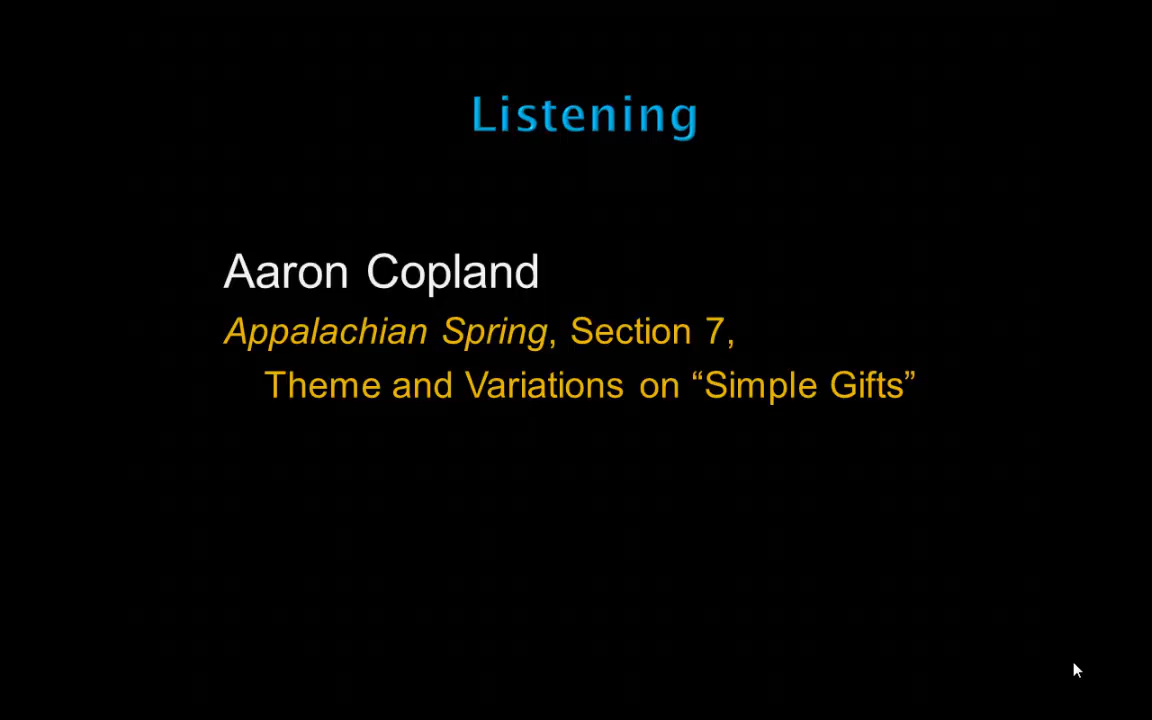 Listening
Aaron Copland
Appalachian Spring, Section 7,
Theme and Variations on “Simple Gifts”